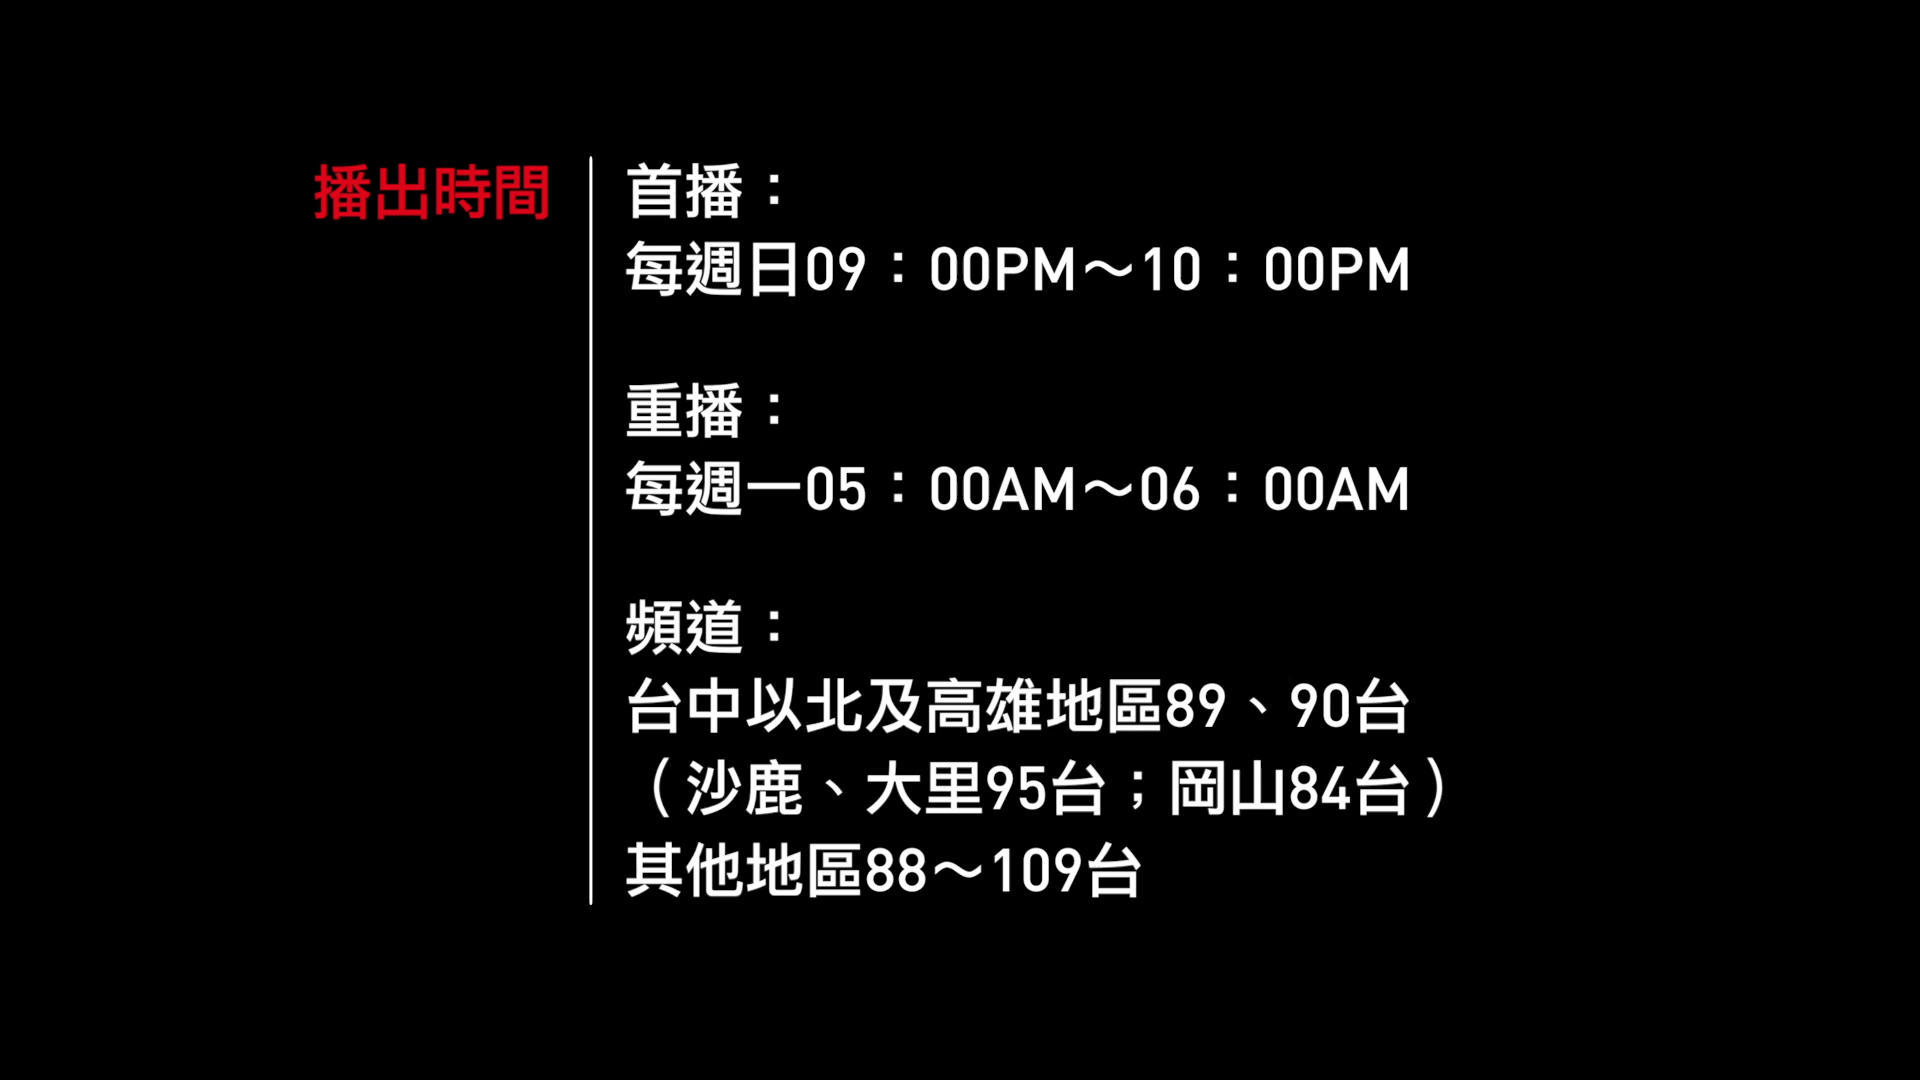 播出時間
首播：
每週日09：00PM～10：00PM
重播：
每週一05：00AM～06：00AM
頻道：
台中以北及高雄地區89、90台
（沙鹿、大里95台；岡山84台）
其他地區88～109台